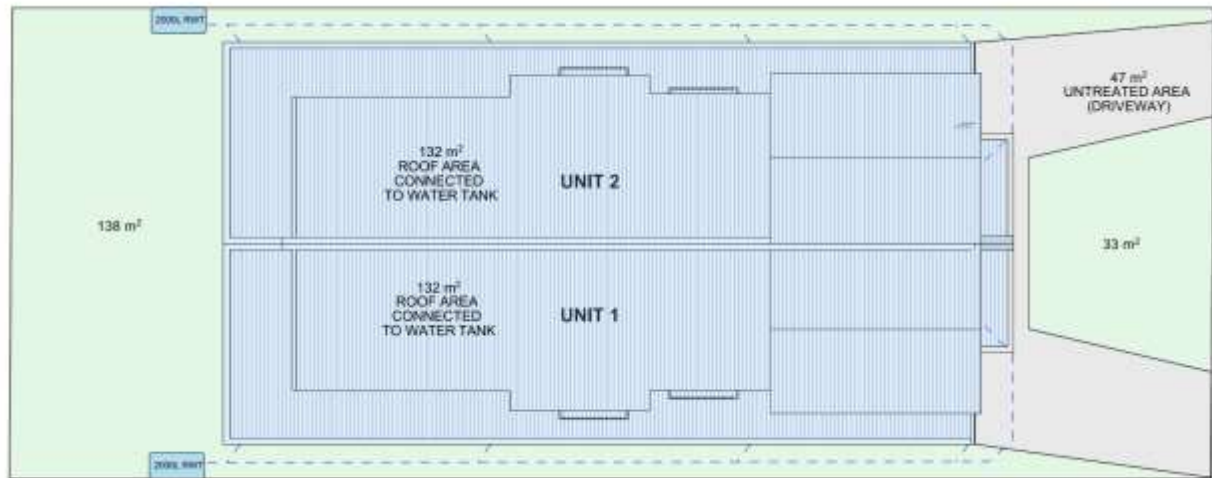 2000L RWT
47 m²
UNTREATED AREA
(DRIVEWAY)
132 m²
ROOF AREA
CONNECTED
TO WATER TANK
UNIT 2
138 m²
33 m²
132 m²
ROOF AREA
CONNECTED
TO WATER TANK
UNIT 1
2000L RWT